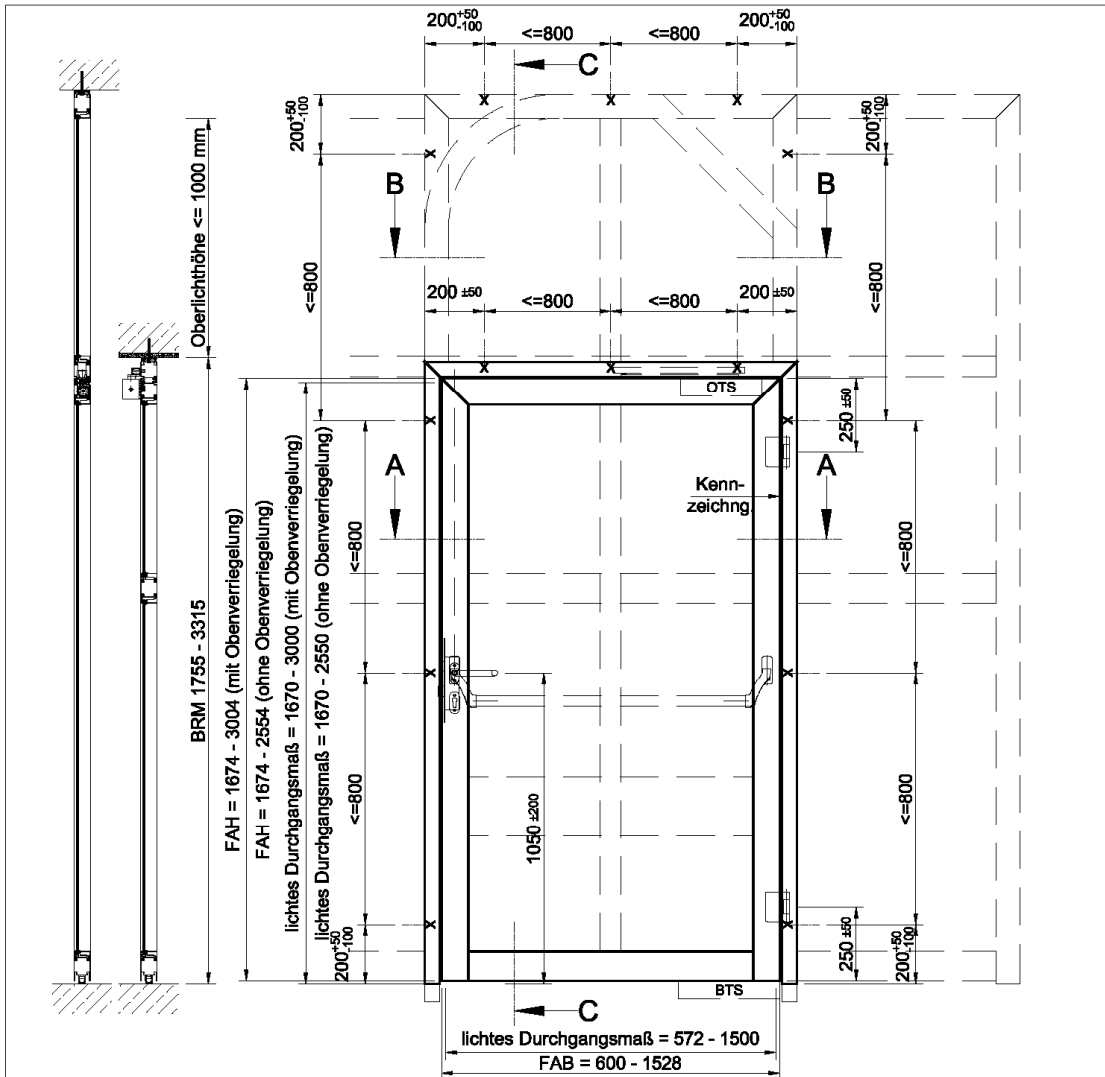 200 +50 -100
<=800
<=800
200 +50 -100
C
200 +50 -100
200 +50 -100
B
B
Oberlichthöhe <= 1000 mm
<=800
<=800
200 ±50
<=800
<=800
200 ±50
OTS
250 ±50
A
A
Kenn-
zeichng.
<=800
<=800
BRM 1755 - 3315
FAH = 1674 - 3004 (mit Obenverriegelung)
FAH = 1674 - 2554 (ohne Obenverriegelung)
lichtes Durchgangsmaß = 1670 - 3000 (mit Obenverriegelung)
lichtes Durchgangsmaß = 1670 - 2550 (ohne Obenverriegelung)
<=800
1050 ±200
<=800
200 +50 -100
250 ±50
200 +50 -100
BTS
C
lichtes Durchgangsmaß = 572 - 1500
FAB = 600 - 1528